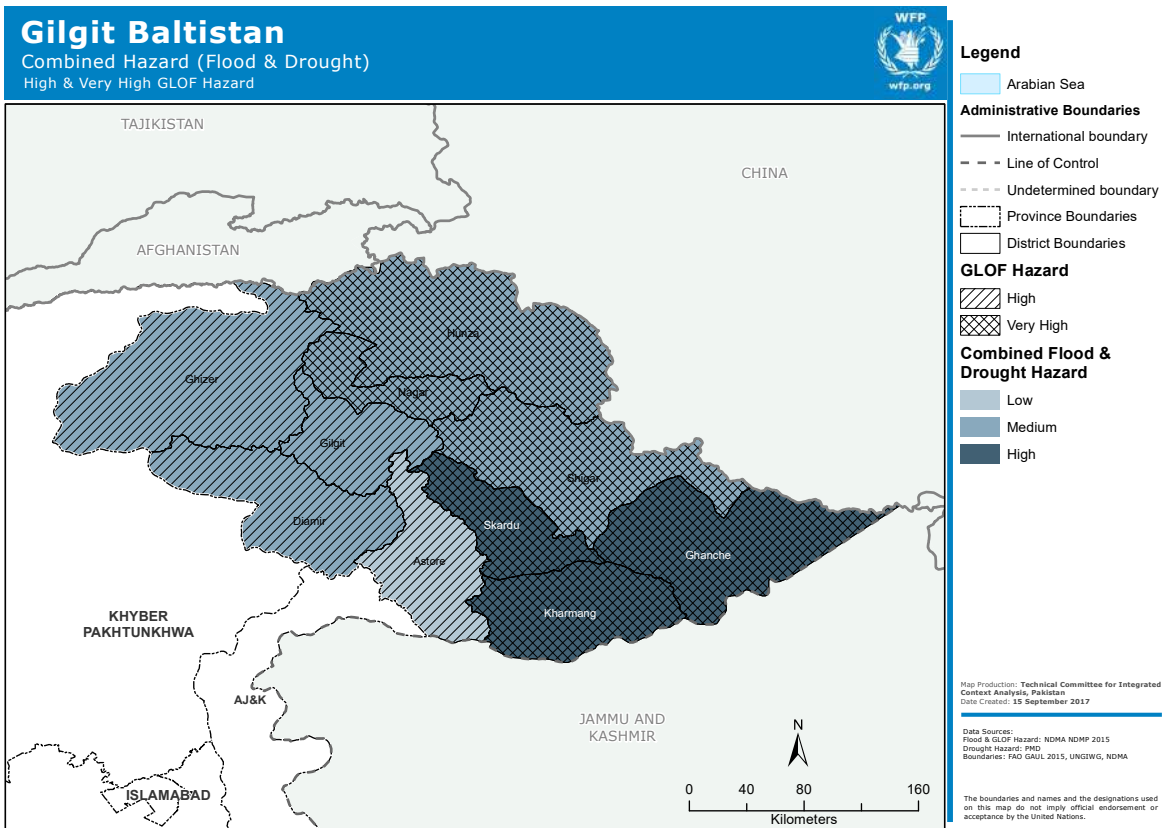 Gilgit Baltistan
Combined Hazard (Flood & Drought)
High & Very High GLOF Hazard
WFP
wfp.org
TAJIKISTAN
CHINA
AFGHANISTAN
Hunza
Ghizer
Nagar
Gilgit
Shigar
Diamir
Skardu
Ghanche
Astore
Kharmang
KHYBER
PAKHTUNKHWA
AJ&K
JAMMU AND
KASHMIR
ISLAMABAD
N
0 40 80 160
Kilometers
Legend
Arabian Sea
Administrative Boundaries
International boundary
Line of Control
Undetermined boundary
Province Boundaries
District Boundaries
GLOF Hazard
High
Very High
Combined Flood &
Drought Hazard
Low
Medium
High
Map Production: Technical Committee for Integrated
Context Analysis, Pakistan
Date Created: 15 September 2017
Data Sources:
Flood & GLOF Hazard: NDMA NDMP 2015
Drought Hazard: PMD
Boundaries: FAO GAUL 2015, UNGIWG, NDMA
The boundaries and names and the designations used
on this map do not imply official endorsement or
acceptance by the United Nations.